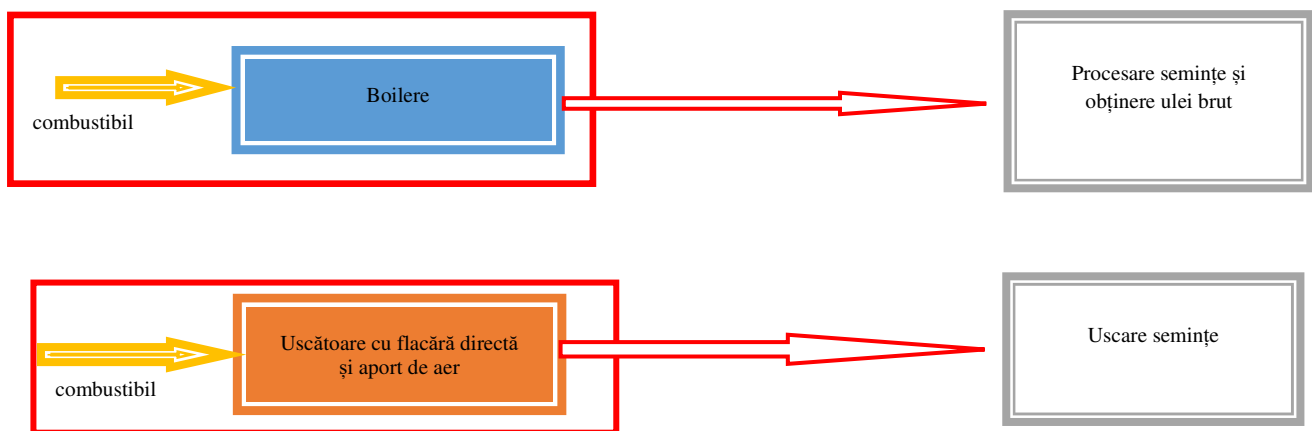 combustibil
Boilere
Procesare semințe și
obținere ulei brut
combustibil
Uscătoare cu flacără directă
și aport de aer
Uscare semințe